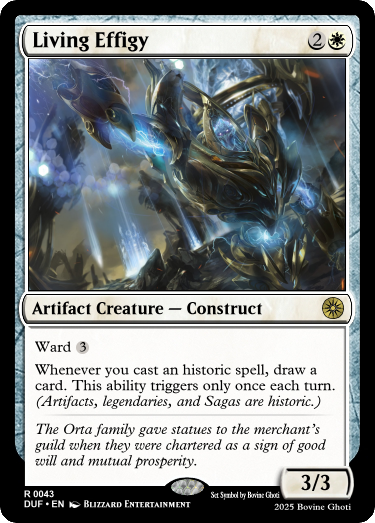 Living Effigy 2
Artifact Creature — Construct
Ward 3
Whenever you cast an historic spell, draw a
card. This ability triggers only once each turn.
(Artifacts, legendaries, and Sagas are historic.)
The Orta family gave statues to the merchant's
guild when they were chartered as a sign of good
will and mutual prosperity.
3/3
R 0043 Set Symbol by Bovine Ghoti
DUF • EN Blizzard Entertainment 2025 Bovine Ghoti